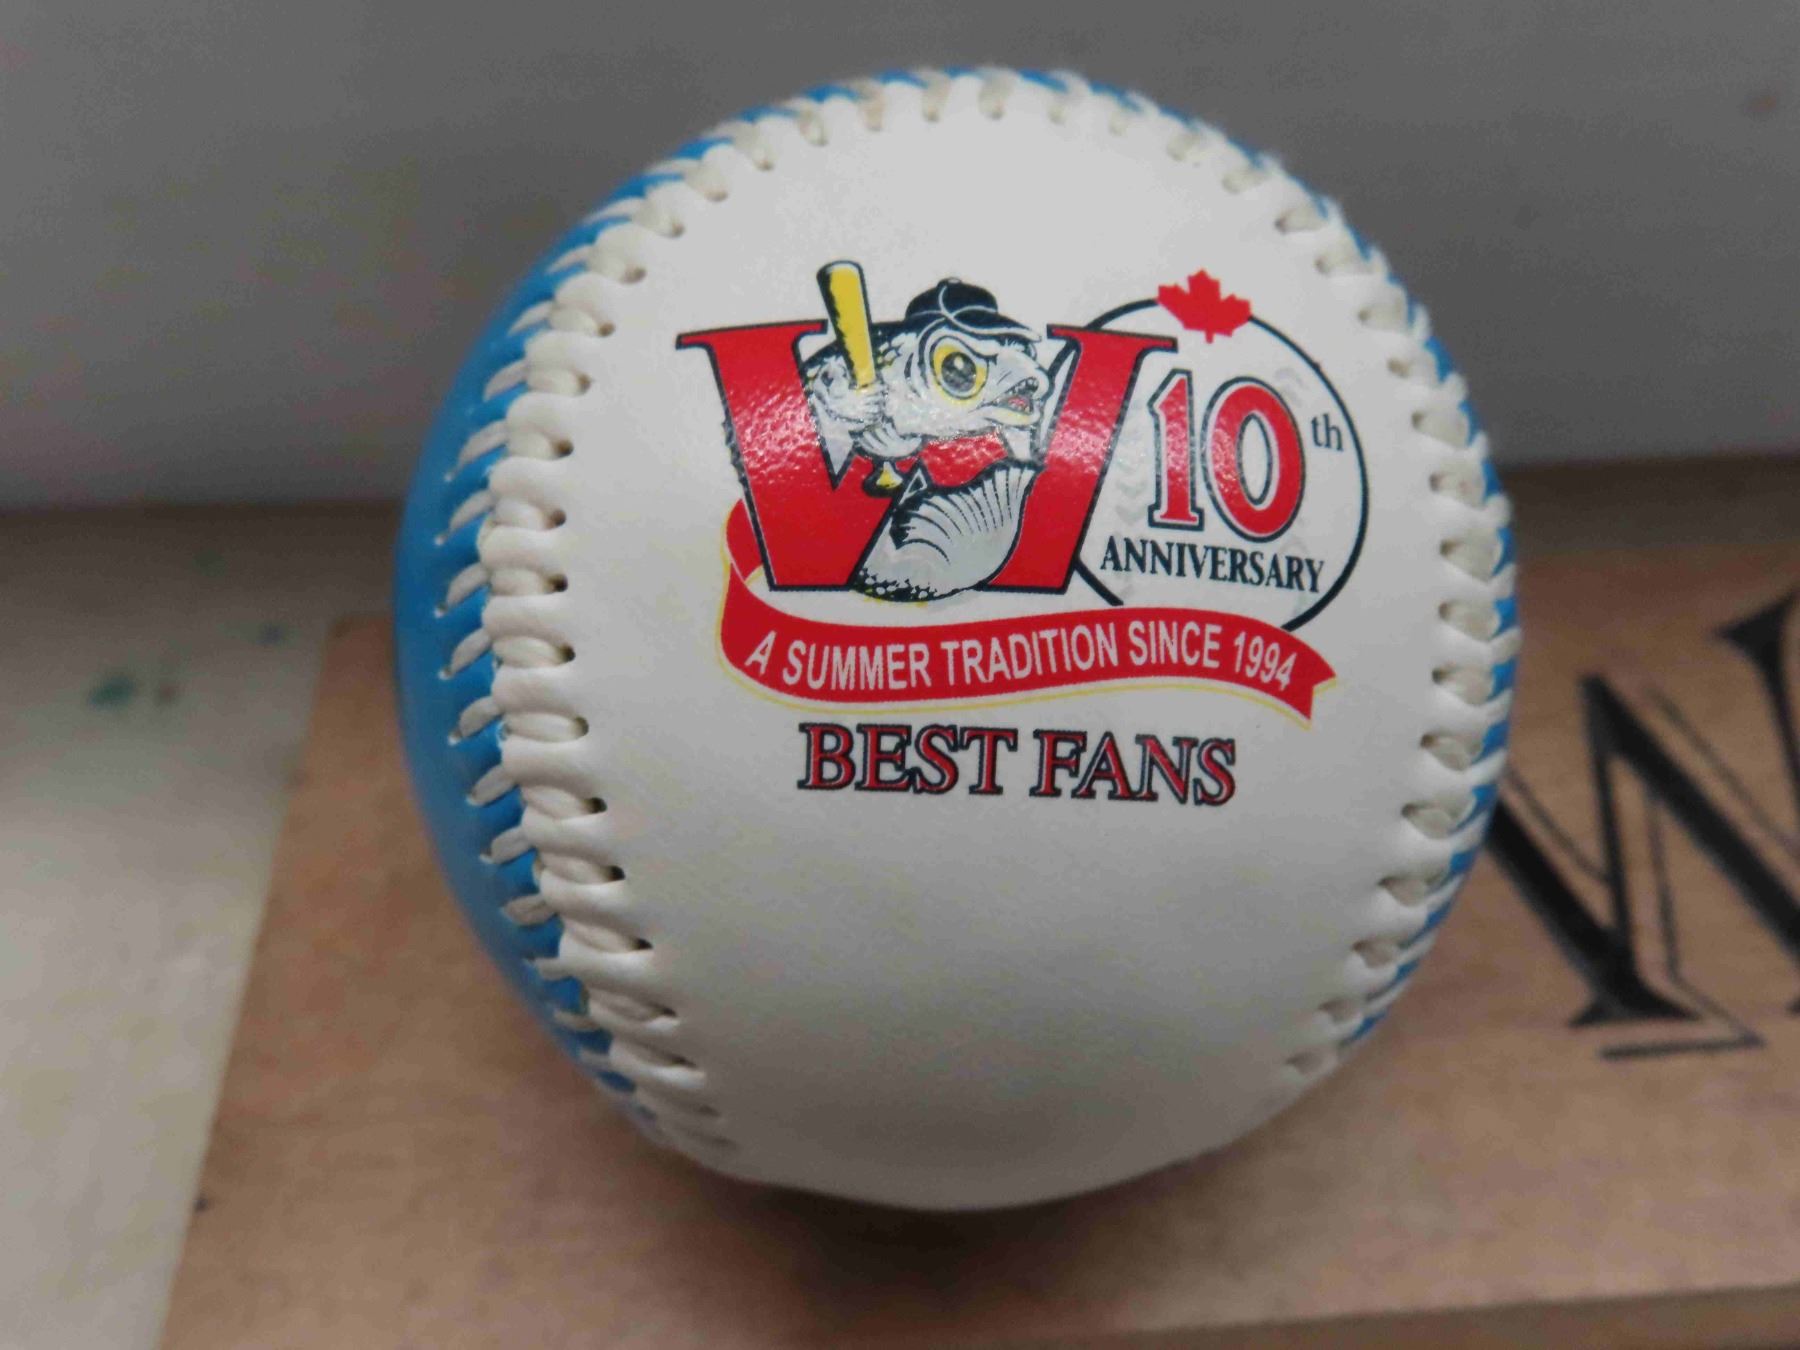 W
10th
ANNIVERSARY
A SUMMER TRADITION SINCE 1994
BEST FANS
W